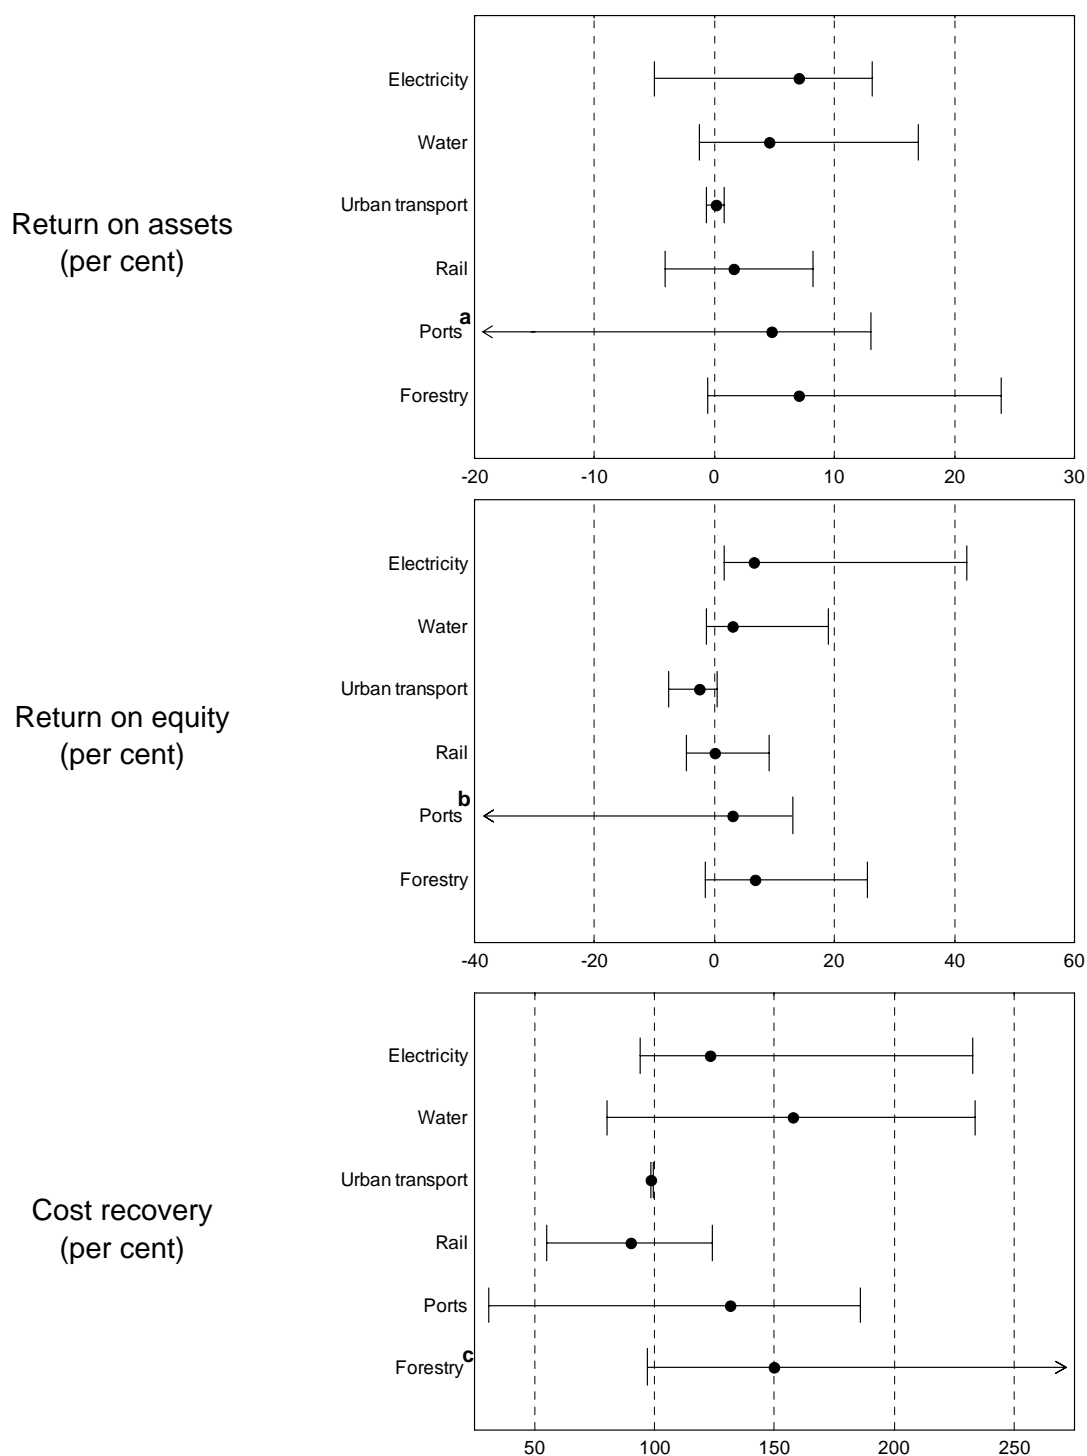 Return on assets
(per cent)
Electricity
Water
Urban transport
Rail
Ports a
Forestry
-20 -10 0 10 20 30
Return on equity
(per cent)
Electricity
Water
Urban transport
Rail
Ports b
Forestry
-40 -20 0 20 40 60
Cost recovery
(per cent)
Electricity
Water
Urban transport
Rail
Ports
Forestry c
50 100 150 200 250